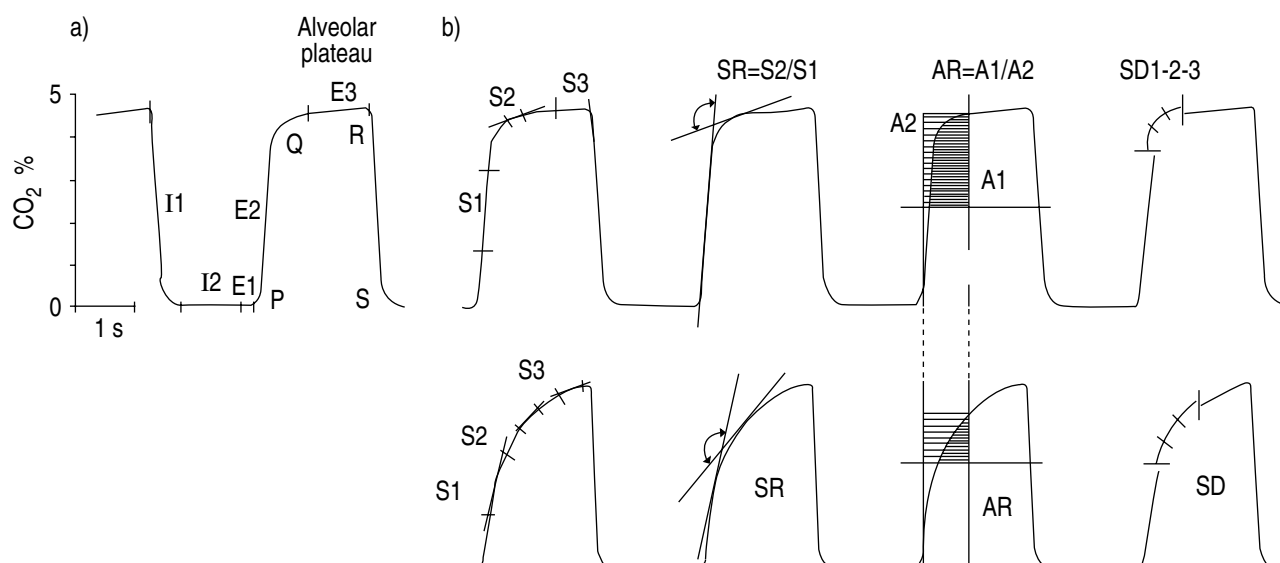 a)
Alveolar
plateau
E3
5
Q
R
I1
E2
CO2 %
I2
E1
P
S
0
1 s
b)
SR=S2/S1
AR=A1/A2
SD1-2-3
S3
S2
S1
A2
A1
S3
S2
S1
SR
AR
SD